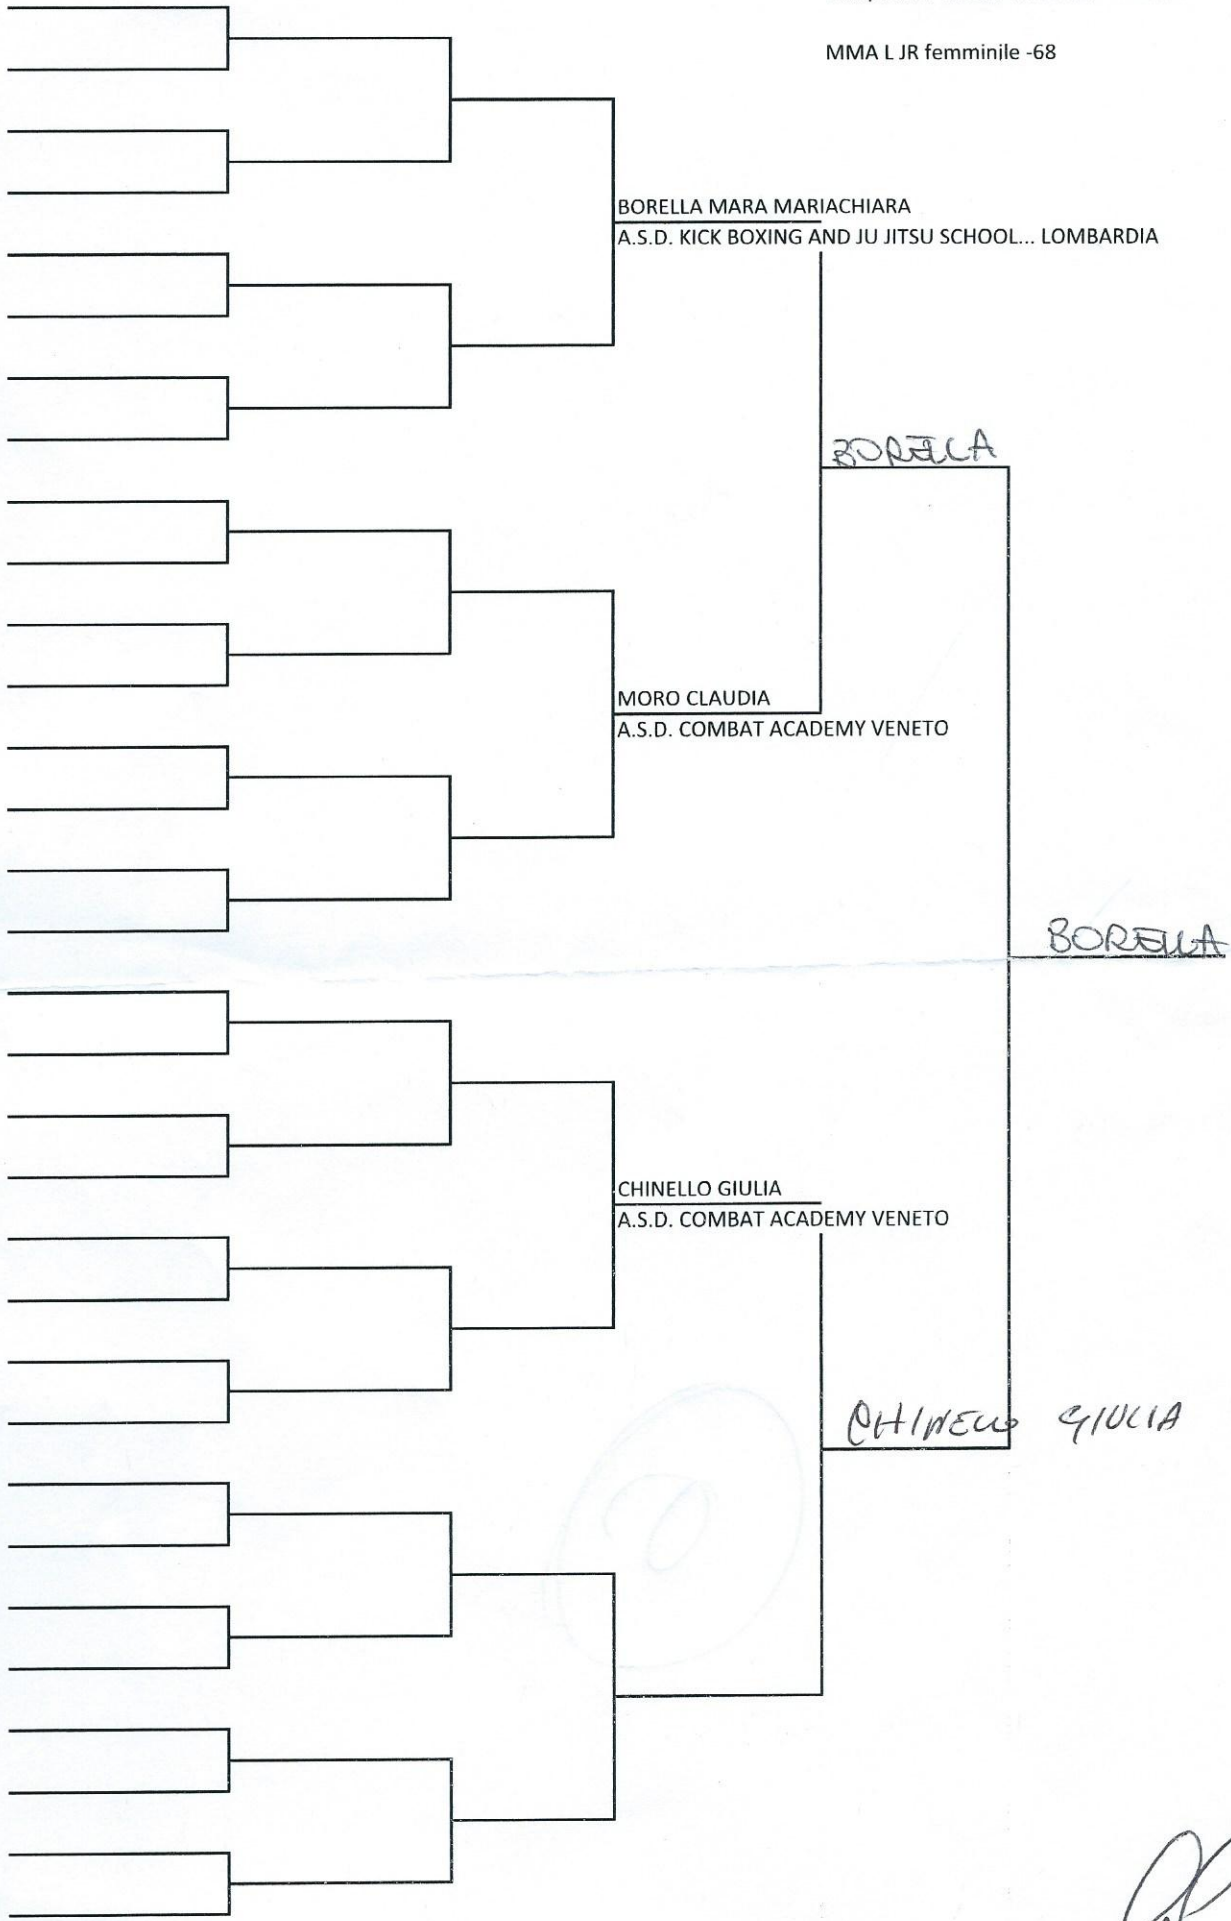 MMA L JR femminile -68
BORELLA MARA MARIACHIARA
A.S.D. KICK BOXING AND JU JITSU SCHOOL... LOMBARDIA
BORELLA
MORO CLAUDIA
A.S.D. COMBAT ACADEMY VENETO
BORELLA
CHINELLO GIULIA
A.S.D. COMBAT ACADEMY VENETO
CHINELLO GIULIA